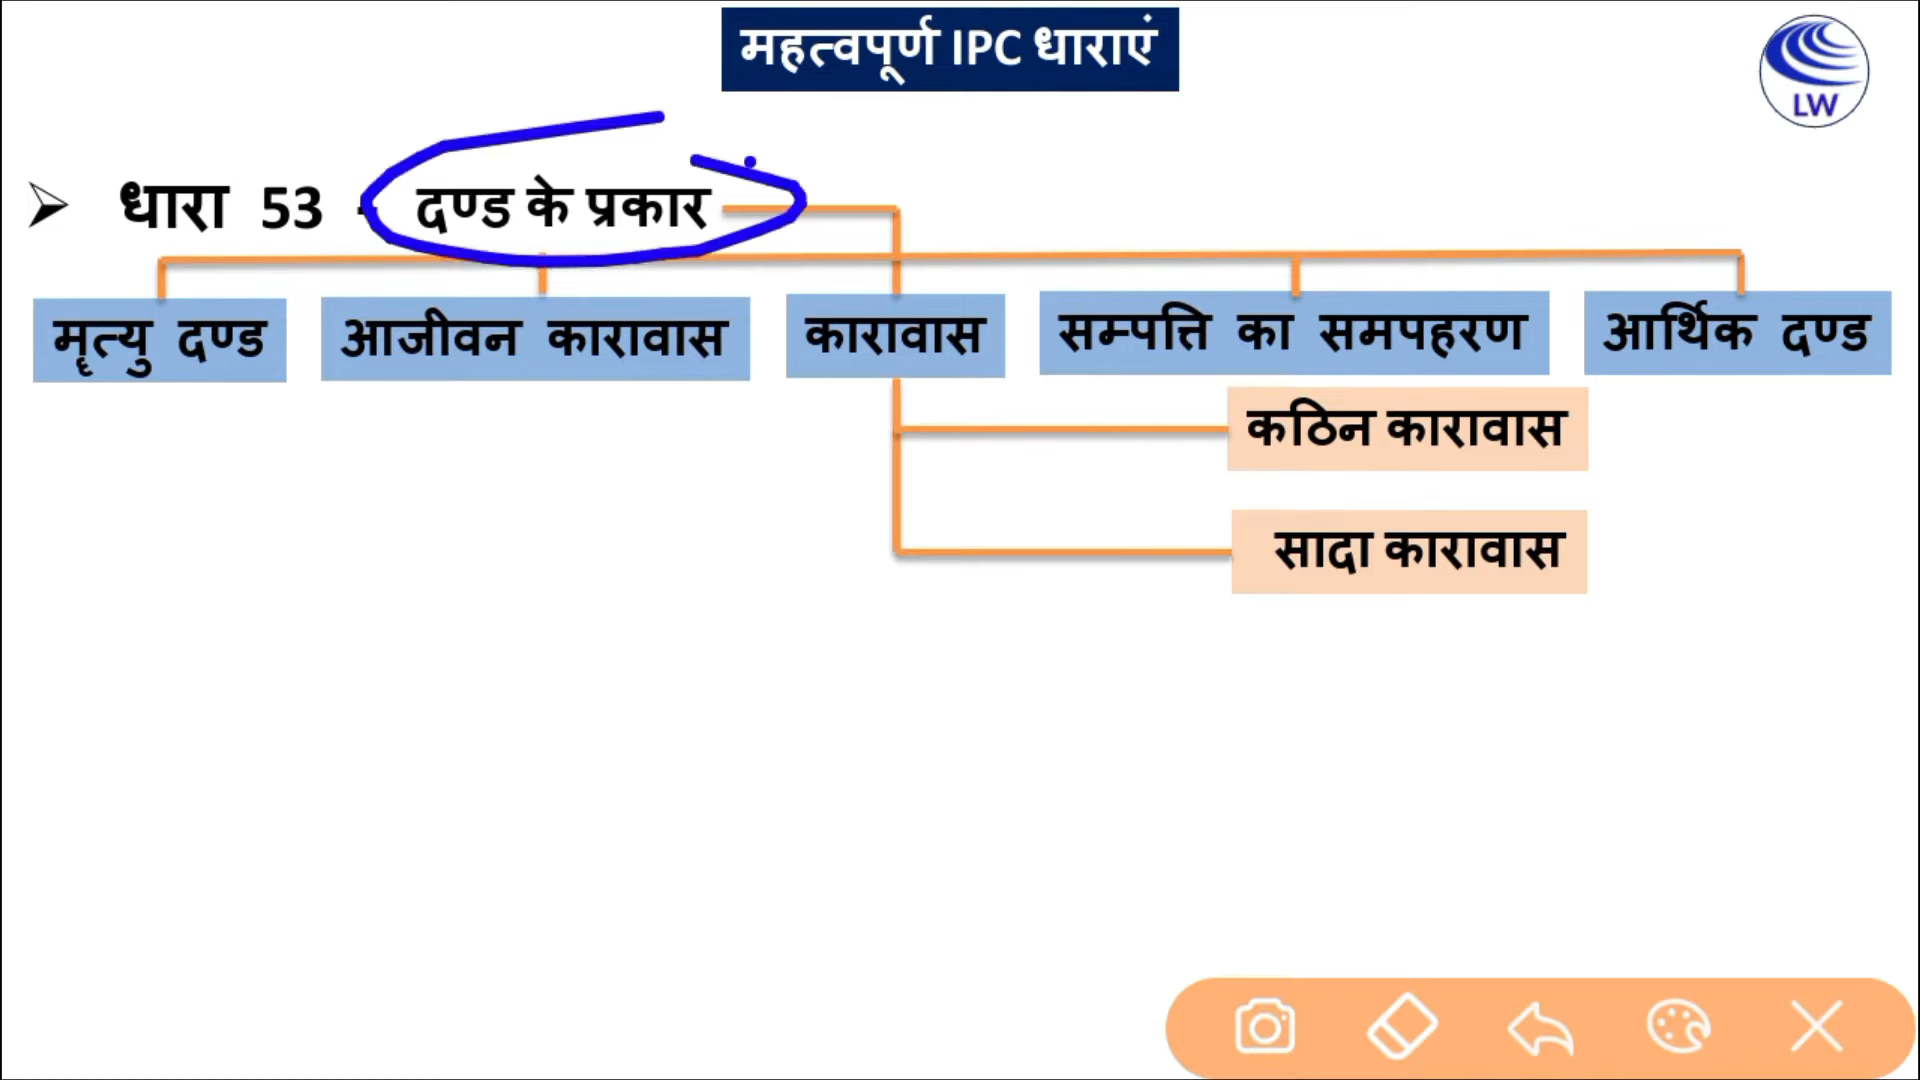 महत्वपूर्ण IPC धाराएं
LW
धारा 53 - दण्ड के प्रकार
मृत्यु दण्ड
आजीवन कारावास
कारावास
सम्पत्ति का समपहरण
आर्थिक दण्ड
कठिन कारावास
सादा कारावास